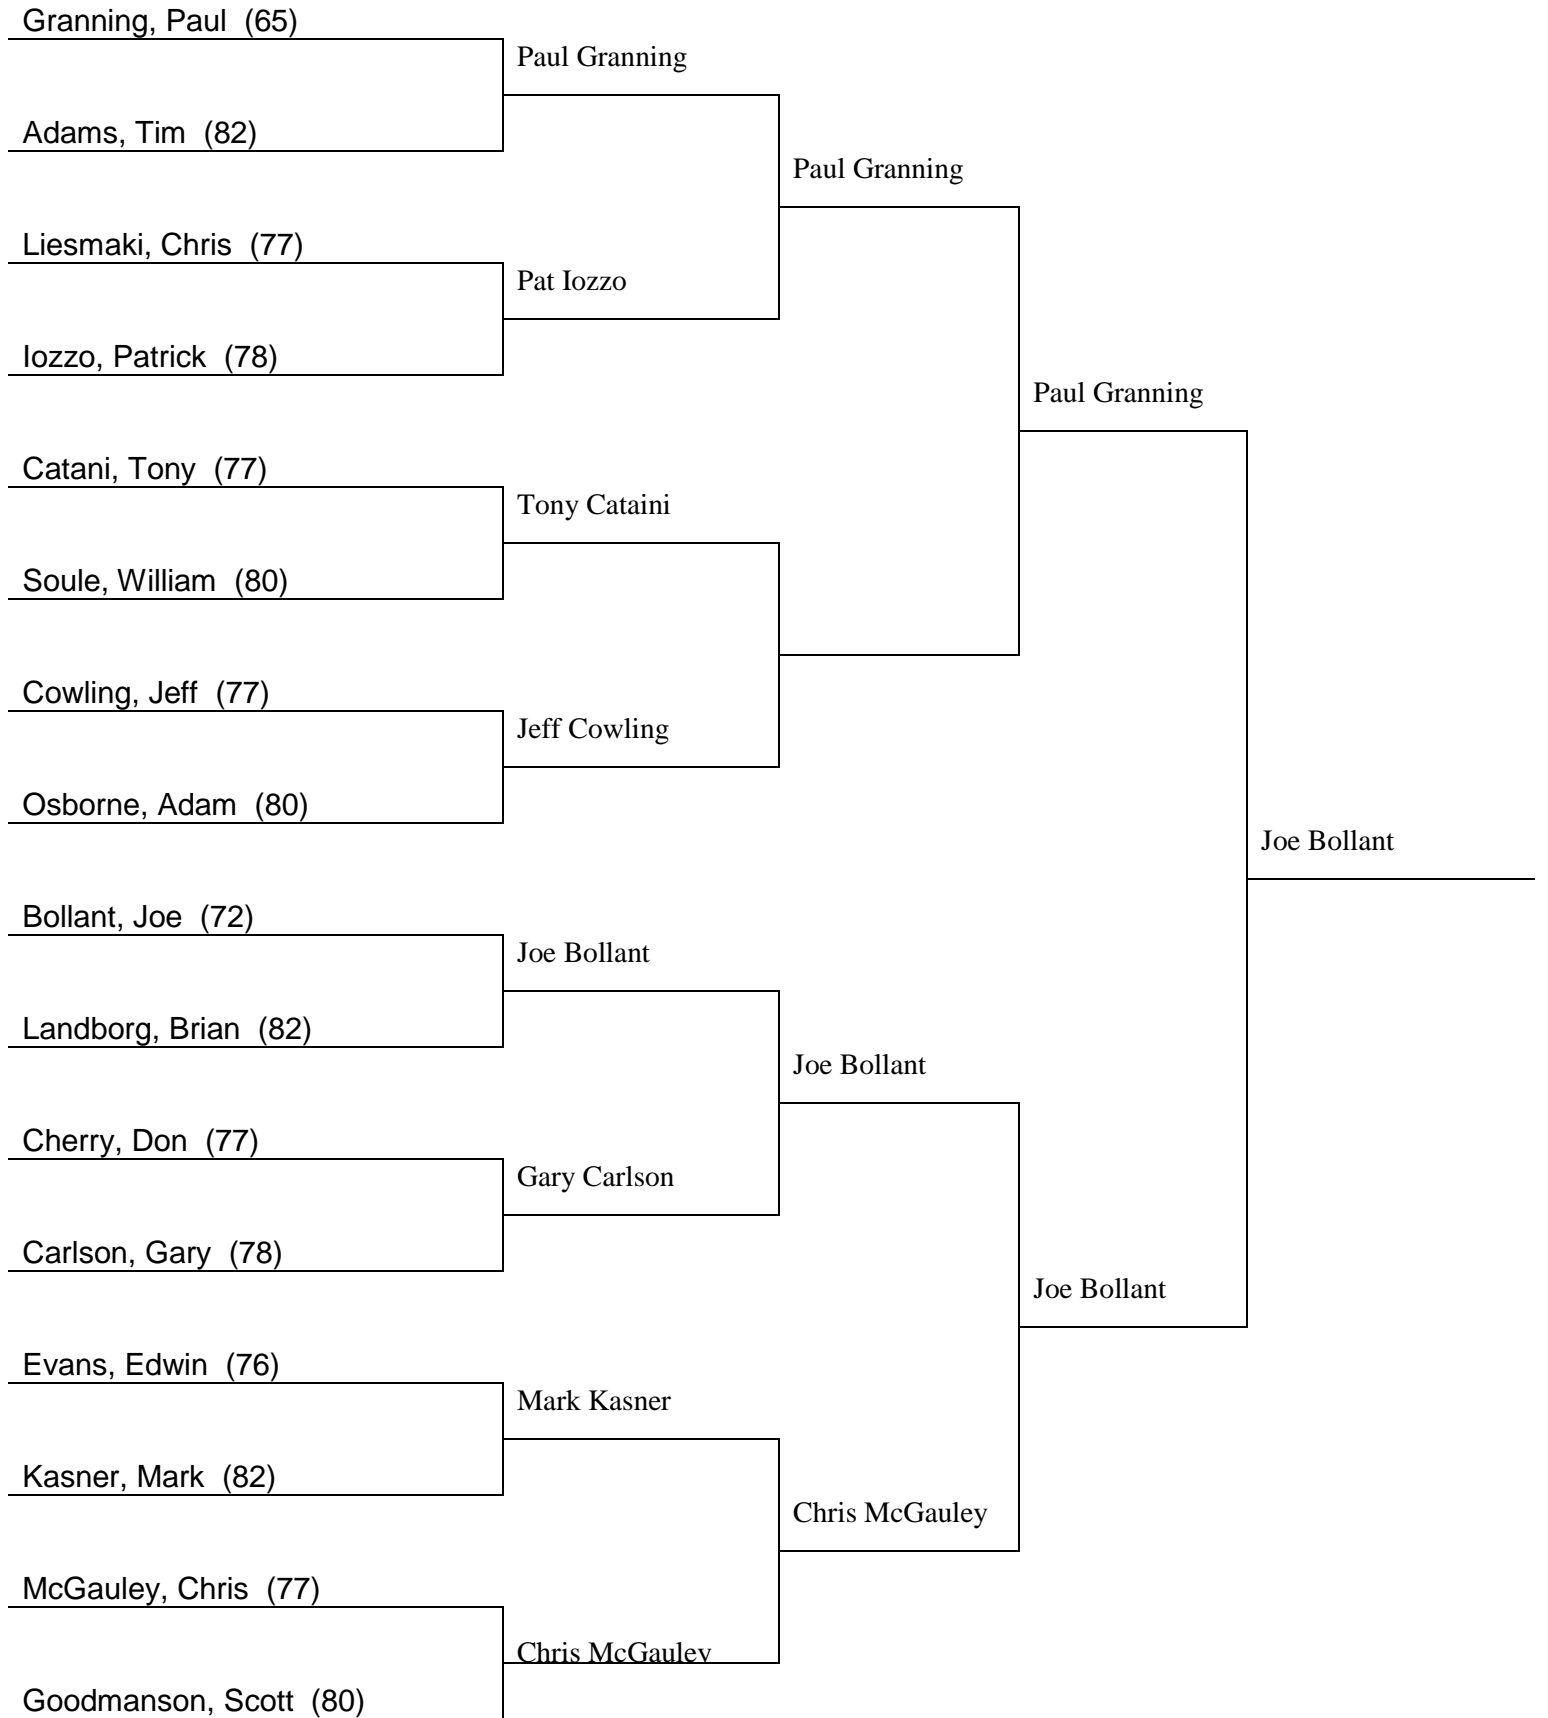 Granning, Paul (65)
Paul Granning
Adams, Tim (82)
Paul Granning
Liesmaki, Chris (77)
Pat Iozzo
Iozzo, Patrick (78)
Paul Granning
Catani, Tony (77)
Tony Cataini
Soule, William (80)
Cowling, Jeff (77)
Jeff Cowling
Osborne, Adam (80)
Joe Bollant
Bollant, Joe (72)
Joe Bollant
Landborg, Brian (82)
Joe Bollant
Cherry, Don (77)
Gary Carlson
Carlson, Gary (78)
Joe Bollant
Evans, Edwin (76)
Mark Kasner
Kasner, Mark (82)
Chris McGauley
McGauley, Chris (77)
Chris McGauley
Goodmanson, Scott (80)